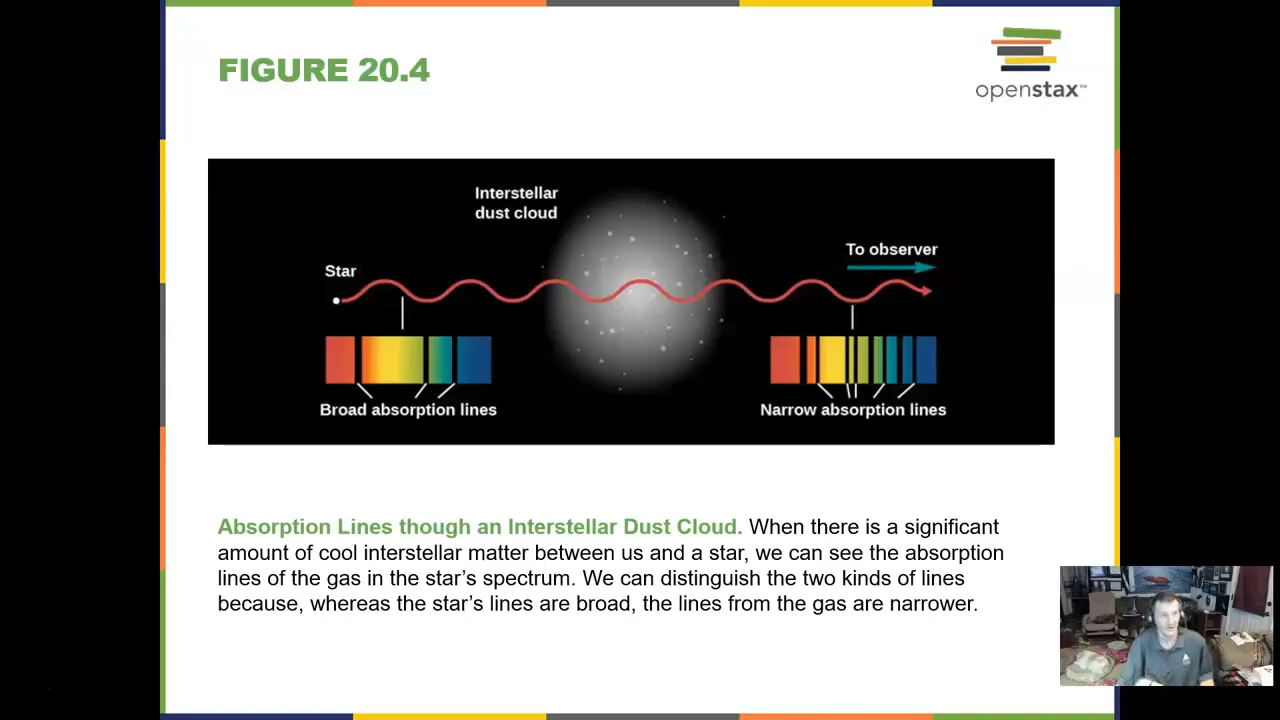 FIGURE 20.4
openstax™
Interstellar
dust cloud
To observer
Star
Broad absorption lines
Narrow absorption lines
Absorption Lines though an Interstellar Dust Cloud. When there is a significant
amount of cool interstellar matter between us and a star, we can see the absorption
lines of the gas in the star’s spectrum. We can distinguish the two kinds of lines
because, whereas the star’s lines are broad, the lines from the gas are narrower.